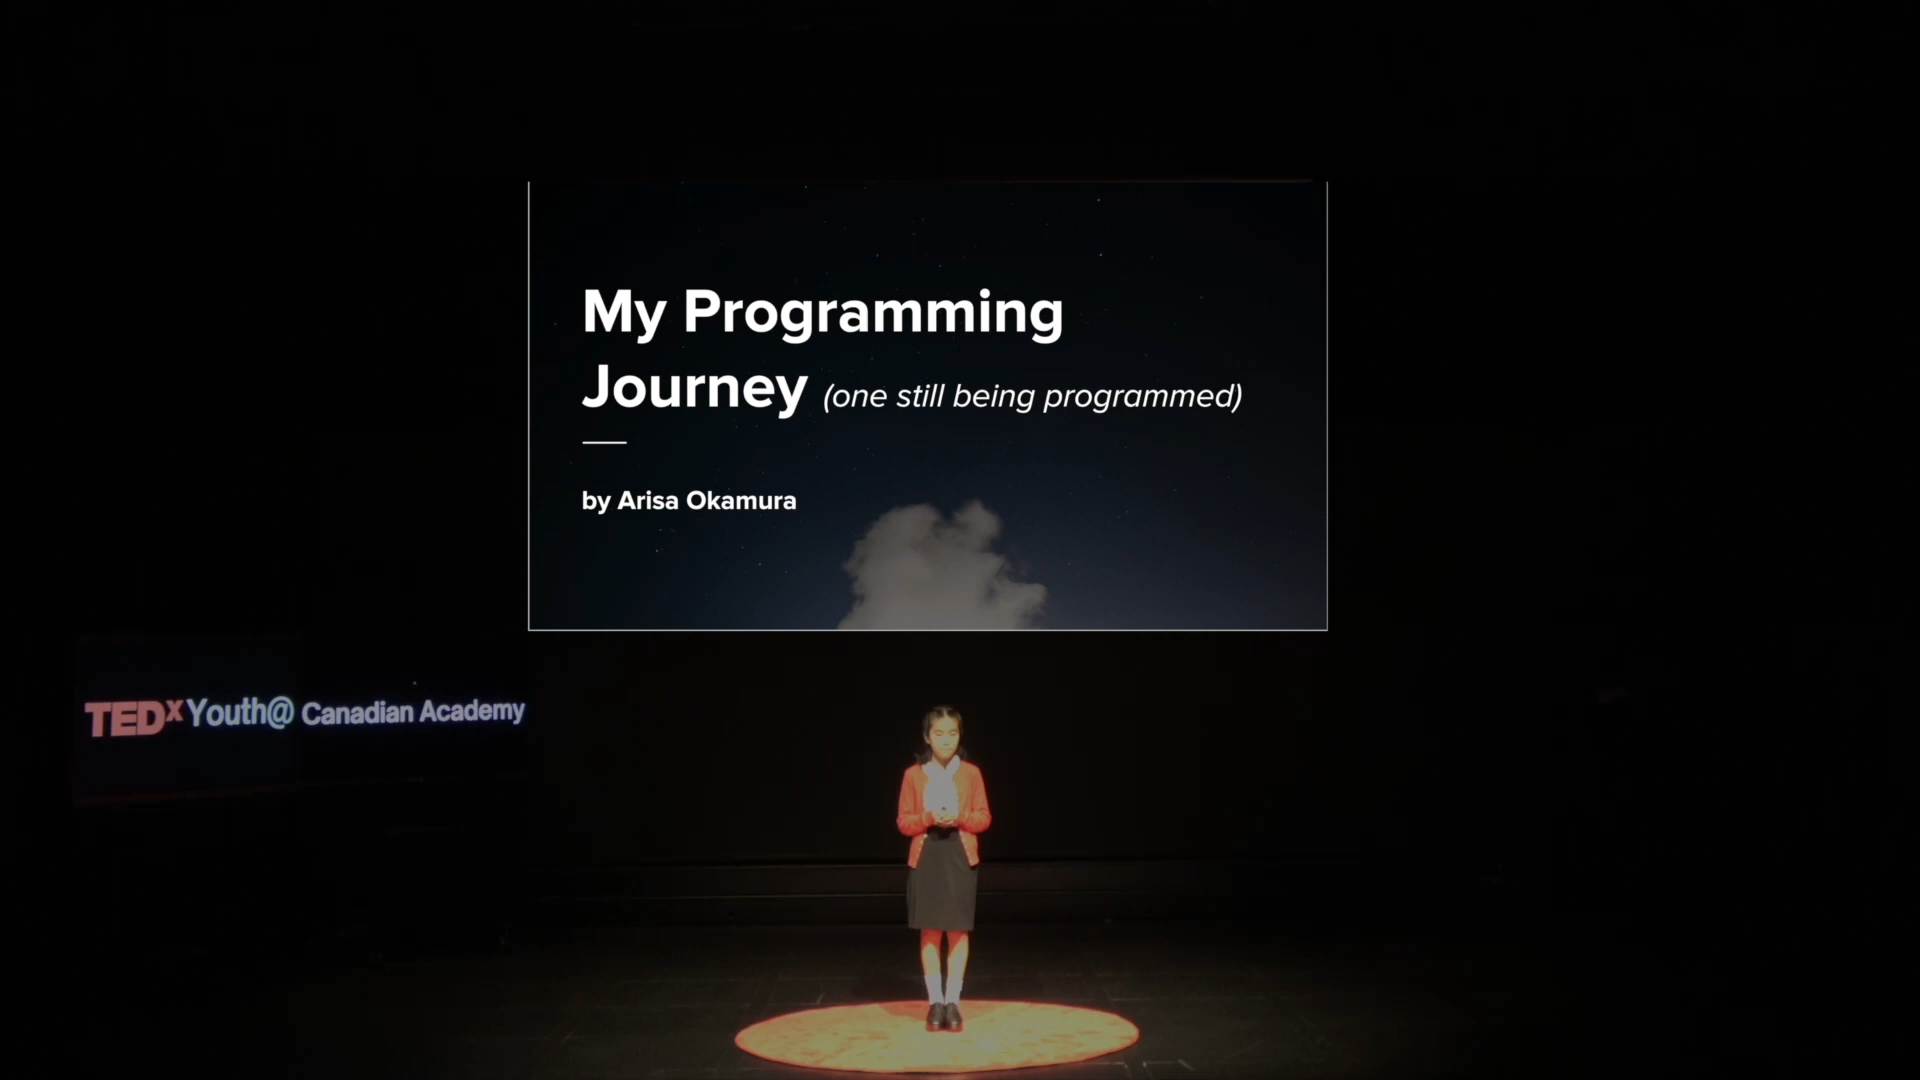 My Programming
Journey (one still being programmed)
by Arisa Okamura
TEDxYouth@ Canadian Academy